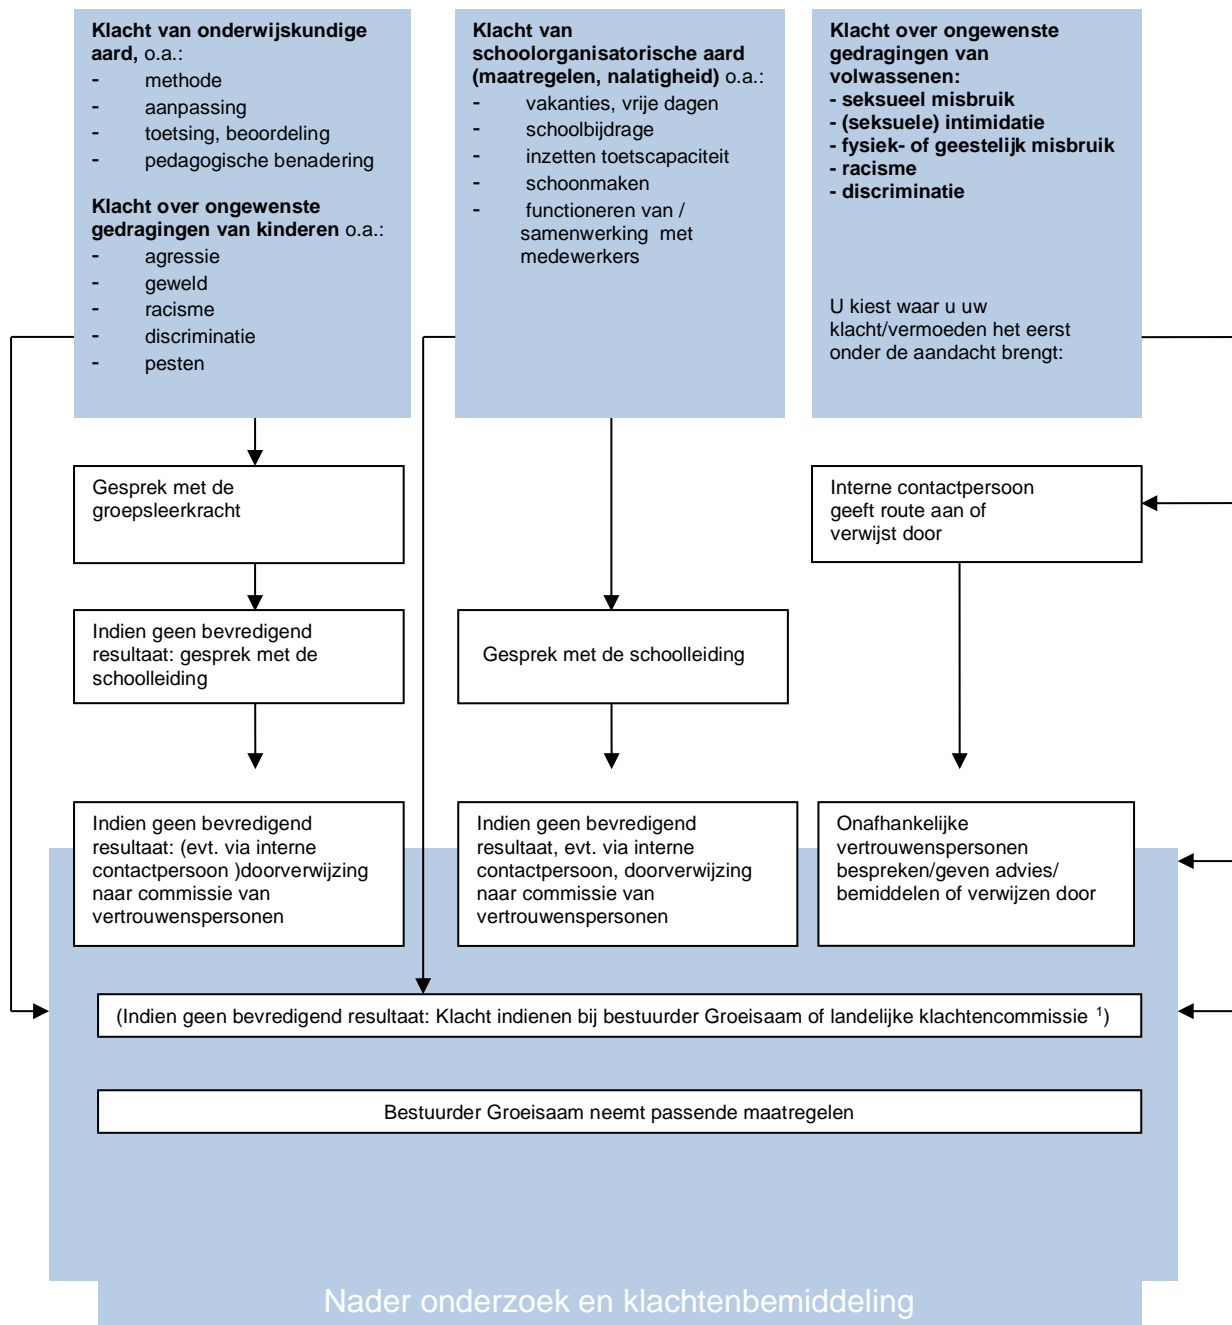 Klacht van onderwijskundige
aard, o.a.:
- methode
- aanpassing
- toetsing, beoordeling
- pedagogische benadering
Klacht over ongewenste
gedragingen van kinderen o.a.:
- agressie
- geweld
- racisme
- discriminatie
- pesten
Klacht van
schoolorganisatorische aard
(maatregelen, nalatigheid) o.a.:
- vakanties, vrije dagen
- schoolbijdrage
- inzetten toetscapaciteit
- schoonmaken
- functioneren van /
samenwerking met
medewerkers
Klacht over ongewenste
gedragingen van
volwassenen:
- seksueel misbruik
- (seksuele) intimidatie
- fysiek- of geestelijk misbruik
- racisme
- discriminatie
U kiest waar u uw
klacht/vermoeden het eerst
onder de aandacht brengt:
Gesprek met de
groepsleerkracht
Interne contactpersoon
geeft route aan of
verwijst door
Indien geen bevredigend
resultaat: gesprek met de
schoolleiding
Gesprek met de schoolleiding
Indien geen bevredigend
resultaat: (evt. via interne
contactpersoon )doorverwijzing
naar commissie van
vertrouwenspersonen
Indien geen bevredigend
resultaat, evt. via interne
contactpersoon, doorverwijzing
naar commissie van
vertrouwenspersonen
Onafhankelijke
vertrouwenspersonen
bespreken/geven advies/
bemiddelen of verwijzen door
(Indien geen bevredigend resultaat: Klacht indienen bij bestuurder Groeisaam of landelijke klachtencommissie ¹)
Bestuurder Groeisaam neemt passende maatregelen
Nader onderzoek en klachtenbemiddeling